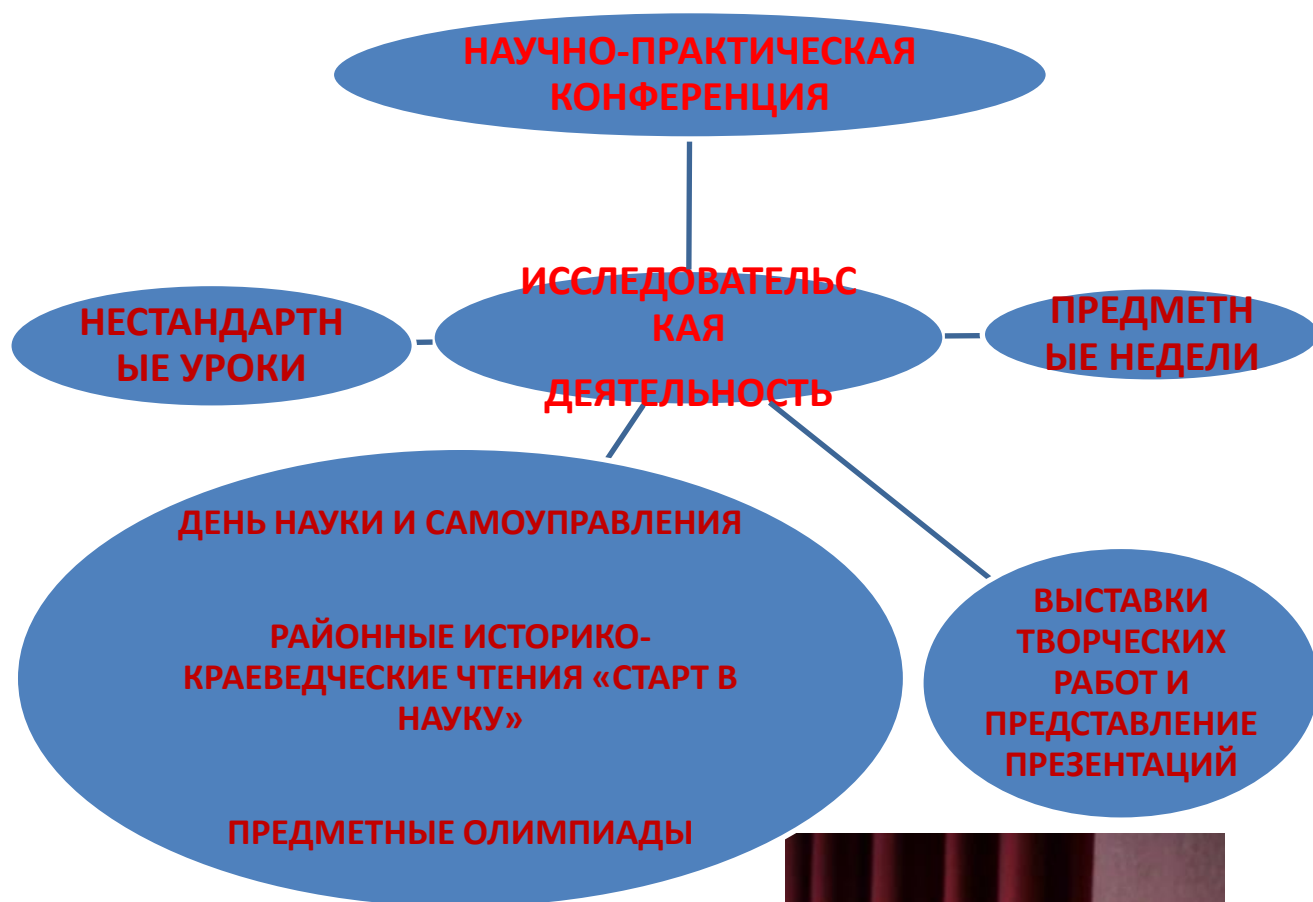 НАУЧНО-ПРАКТИЧЕСКАЯ
КОНФЕРЕНЦИЯ
ИССЛЕДОВАТЕЛЬС
КАЯ
ДЕЯТЕЛЬНОСТЬ
НЕСТАНДАРТН
ЫЕ УРОКИ
ПРЕДМЕТН
ЫЕ НЕДЕЛИ
ДЕНЬ НАУКИ И САМОУПРАВЛЕНИЯ
РАЙОННЫЕ ИСТОРИКО-
КРАЕВЕДЧЕСКИЕ ЧТЕНИЯ «СТАРТ В
НАУКУ»
ПРЕДМЕТНЫЕ ОЛИМПИАДЫ
ВЫСТАВКИ
ТВОРЧЕСКИХ
РАБОТ И
ПРЕДСТАВЛЕНИЕ
ПРЕЗЕНТАЦИЙ